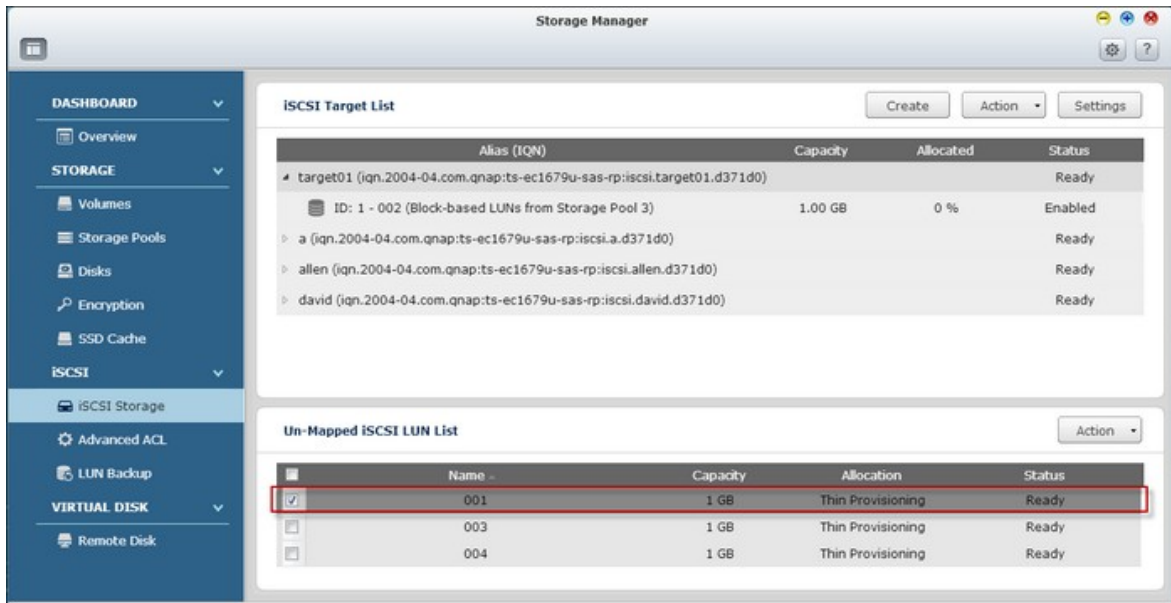 Storage Manager
?
DASHBOARD
Overview
STORAGE
Volumes
Storage Pools
Disks
Encryption
SSD Cache
iSCSI
iSCSI Storage
Advanced ACL
LUN Backup
VIRTUAL DISK
Remote Disk
iSCSI Target List Create Action Settings
Alias (IQN) Capacity Allocated Status
target01 (iqn.2004-04.com.qnap:ts-ec1679u-sas-rp:iscsi.target01.d371d0) Ready
ID: 1 - 002 (Block-based LUNs from Storage Pool 3) 1.00 GB 0 % Enabled
a (iqn.2004-04.com.qnap:ts-ec1679u-sas-rp:iscsi.a.d371d0) Ready
allen (iqn.2004-04.com.qnap:ts-ec1679u-sas-rp:iscsi.allen.d371d0) Ready
david (iqn.2004-04.com.qnap:ts-ec1679u-sas-rp:iscsi.david.d371d0) Ready
Un-Mapped iSCSI LUN List Action
Name Capacity Allocation Status
001 1 GB Thin Provisioning Ready
003 1 GB Thin Provisioning Ready
004 1 GB Thin Provisioning Ready